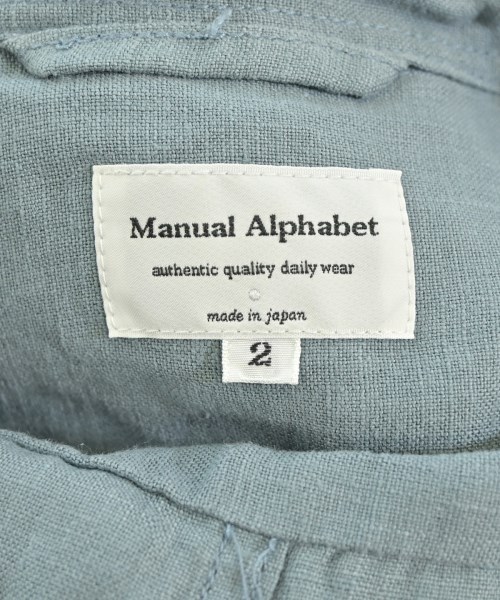 Manual Alphabet
authentic quality daily wear
made in japan
2